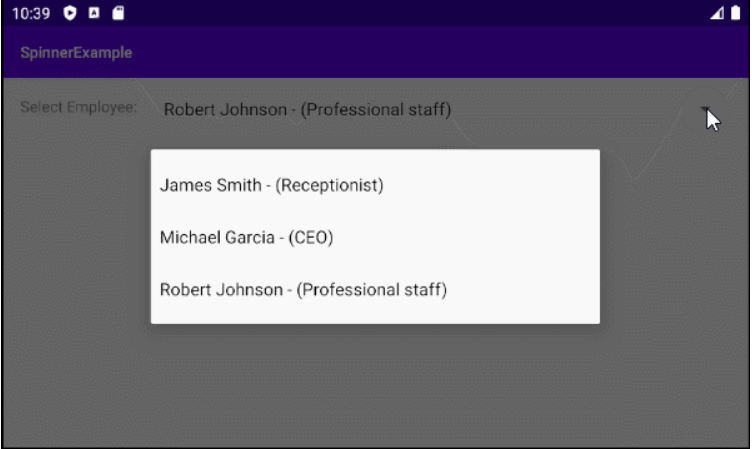 10:39
SpinnerExample
Select Employee: Robert Johnson - (Professional staff)
James Smith - (Receptionist)
Michael Garcia - (CEO)
Robert Johnson - (Professional staff)